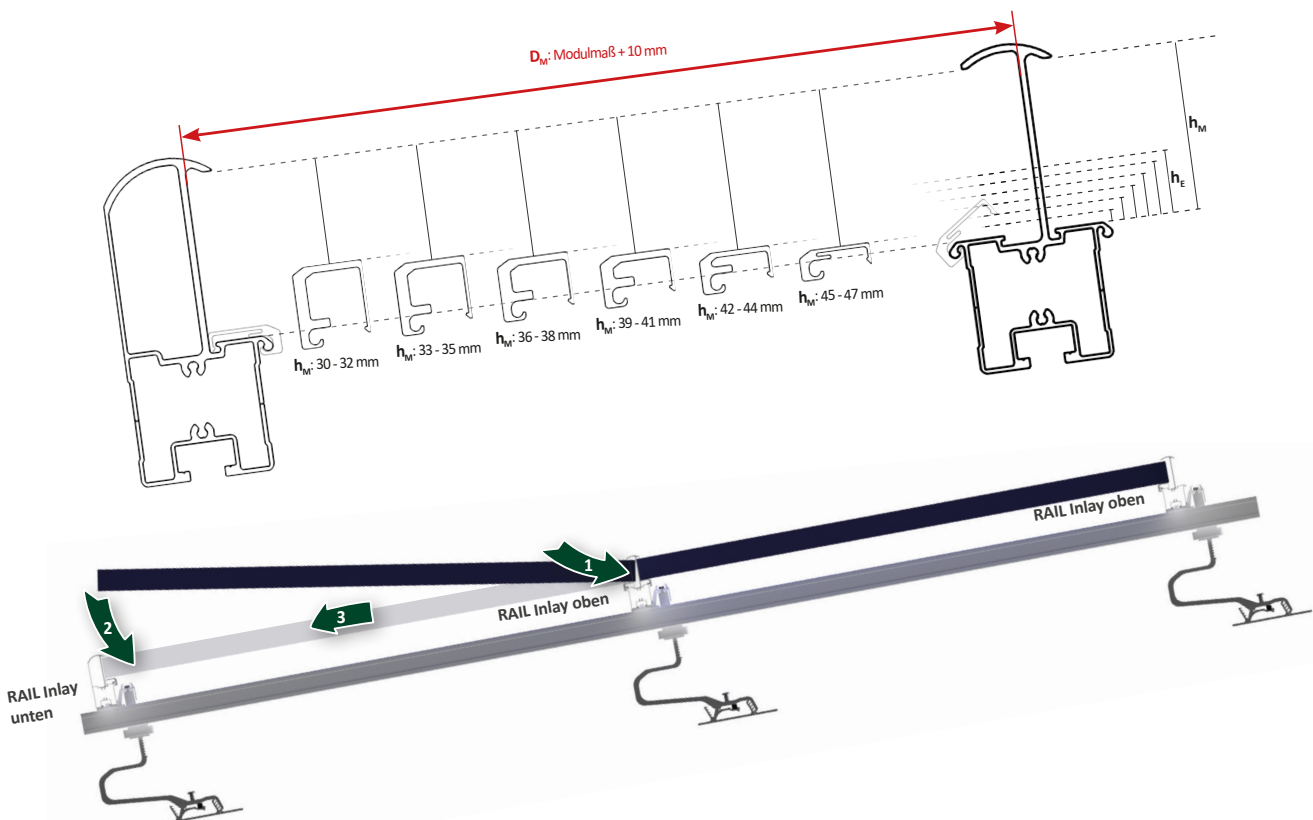 D_M: Modulmaß + 10 mm
h_M
h_E
h_M: 30 - 32 mm
h_M: 33 - 35 mm
h_M: 36 - 38 mm
h_M: 39 - 41 mm
h_M: 42 - 44 mm
h_M: 45 - 47 mm
RAIL Inlay oben
1
RAIL Inlay oben
3
2
RAIL Inlay
unten